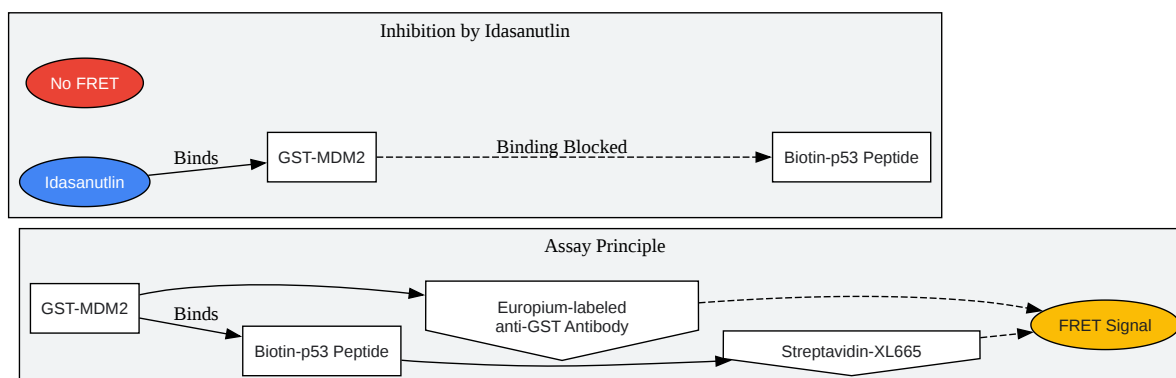 Inhibition by Idasanutlin
No FRET
Idasanutlin
Binds
GST-MDM2
Binding Blocked
Biotin-p53 Peptide
Assay Principle
GST-MDM2
Binds
Biotin-p53 Peptide
Europium-labeled
anti-GST Antibody
Streptavidin-XL665
FRET Signal